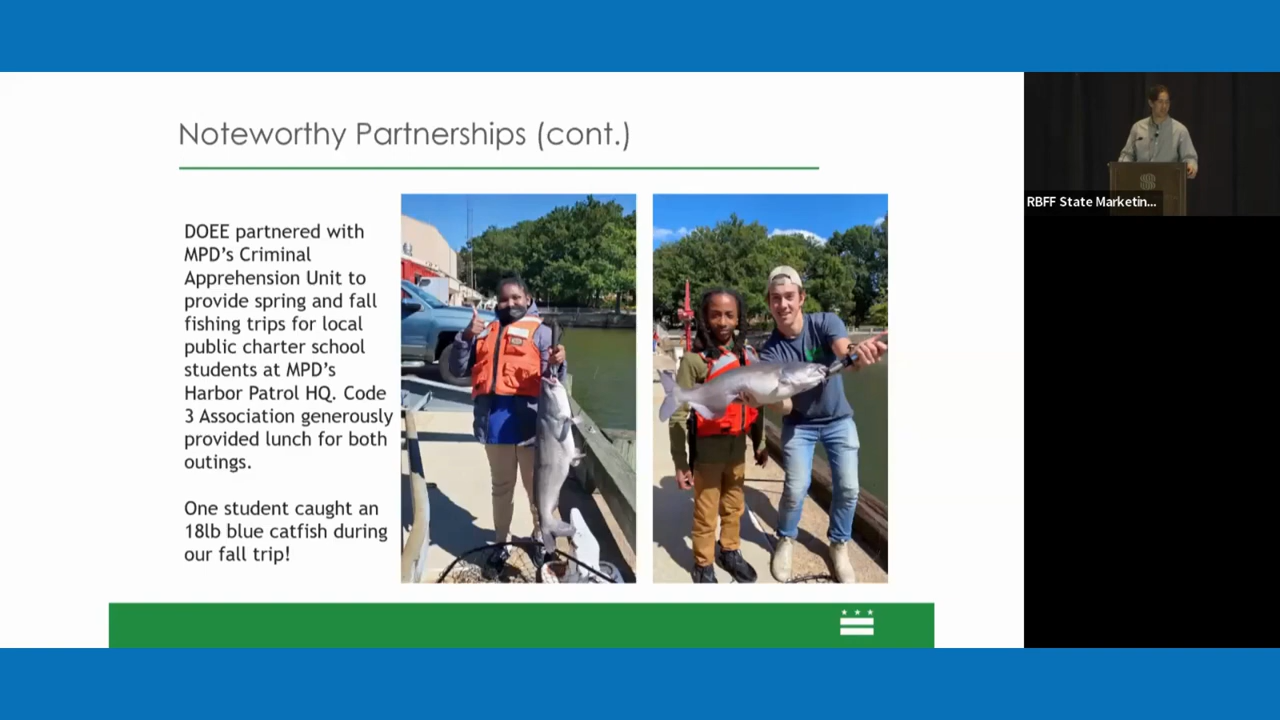 Noteworthy Partnerships (cont.)
DOEE partnered with
MPD's Criminal
Apprehension Unit to
provide spring and fall
fishing trips for local
public charter school
students at MPD's
Harbor Patrol HQ. Code
3 Association generously
provided lunch for both
outings.
One student caught an
18lb blue catfish during
our fall trip!
RBFF State Marketin...